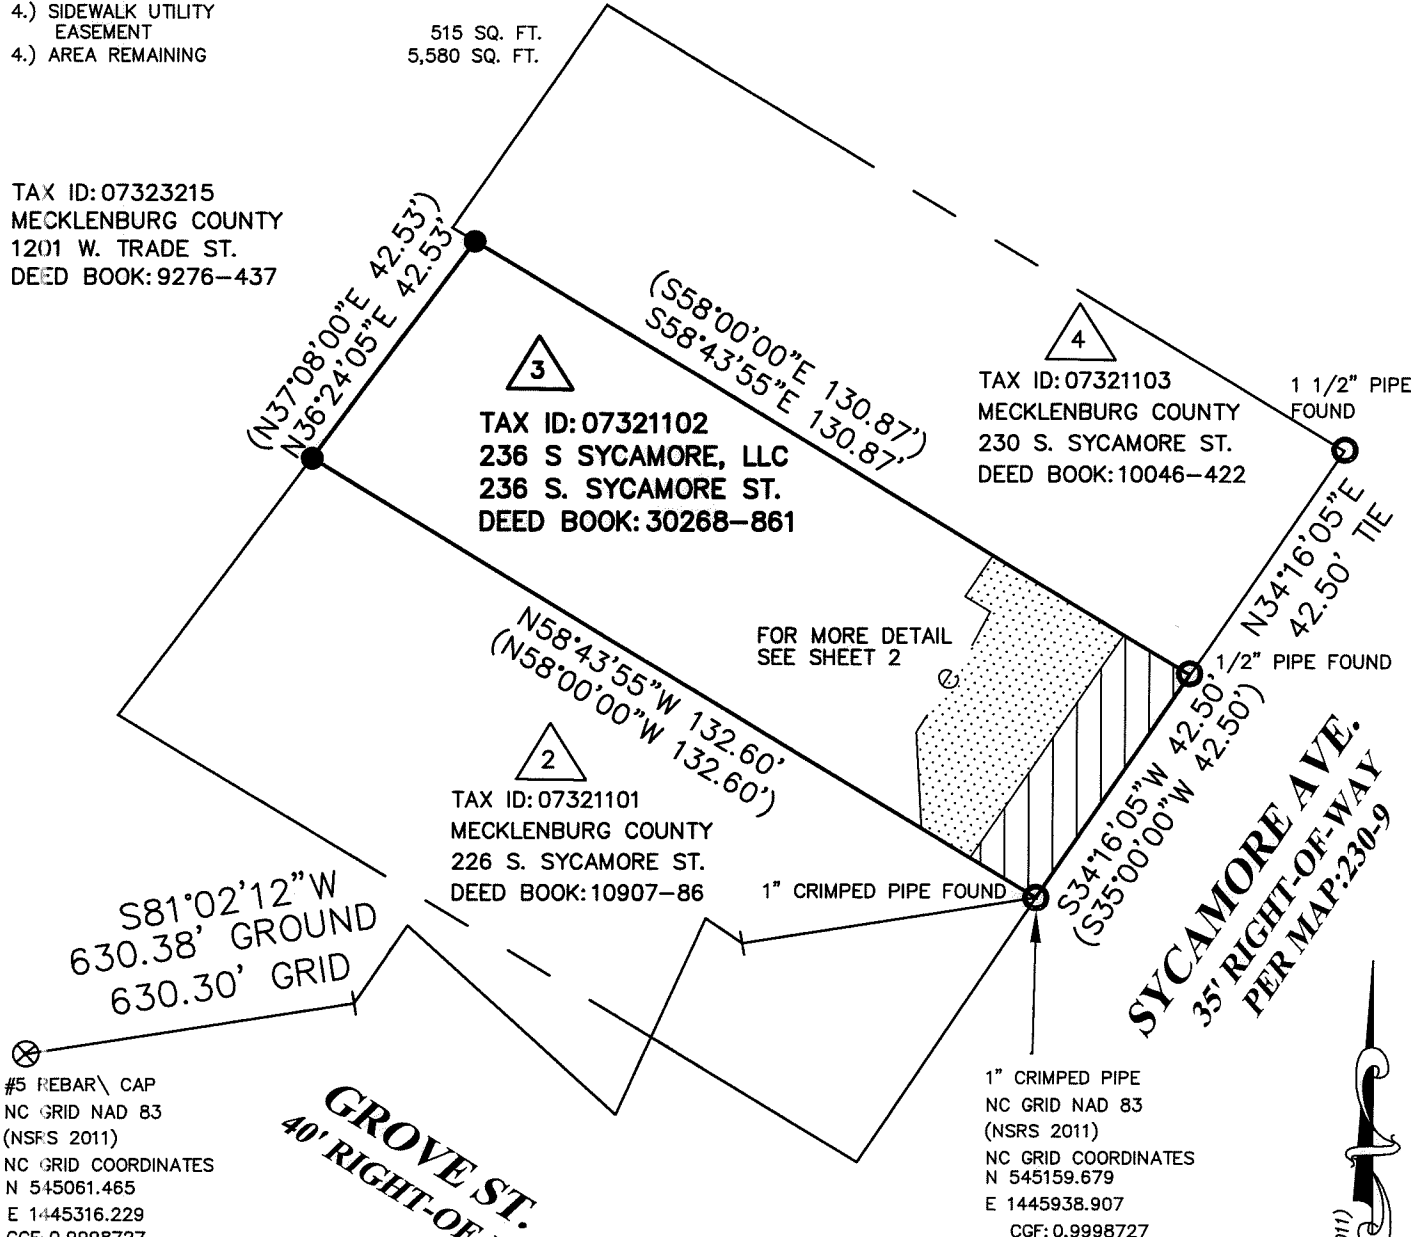 4.) SIDEWALK UTILITY
EASEMENT 515 SQ. FT.
4.) AREA REMAINING 5,580 SQ. FT.
TAX ID: 07323215
MECKLENBURG COUNTY
1201 W. TRADE ST.
DEED BOOK: 9276-437
(N37°08'00"E 42.53')
N36°24'05"E 42.53'
(S58°00'00"E 130.87')
S58°43'55"E 130.87'
3
TAX ID: 07321102
236 S SYCAMORE, LLC
236 S. SYCAMORE ST.
DEED BOOK: 30268-861
4
TAX ID: 07321103
MECKLENBURG COUNTY
230 S. SYCAMORE ST.
DEED BOOK: 10046-422
1 1/2" PIPE
FOUND
N34°16'05"E
42.50' TIE
FOR MORE DETAIL
SEE SHEET 2
e
1/2" PIPE FOUND
N58°43'55"W 132.60'
(N58°00'00"W 132.60')
2
TAX ID: 07321101
MECKLENBURG COUNTY
226 S. SYCAMORE ST.
DEED BOOK: 10907-86
1" CRIMPED PIPE FOUND
S34°16'05"W 42.50'
(S35°00'00"W 42.50')
SYCAMORE AVE.
35' RIGHT-OF-WAY
PER MAP:230-9
S81°02'12"W
630.38' GROUND
630.30' GRID
#5 REBAR\ CAP
NC GRID NAD 83
(NSRS 2011)
NC GRID COORDINATES
N 545061.465
E 1445316.229
CGF: 0.9998727
GROVE ST.
40' RIGHT-OF
1" CRIMPED PIPE
NC GRID NAD 83
(NSRS 2011)
NC GRID COORDINATES
N 545159.679
E 1445938.907
CGF: 0.9998727
011)